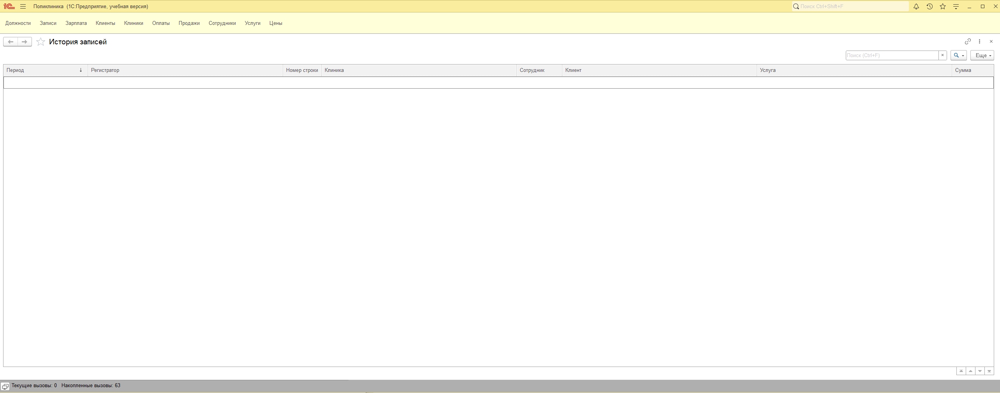 1С Поликлиника (1С:Предприятие, учебная версия) Поиск Ctrl+Shift+F
Должности Записи Зарплата Клиенты Клиники Оплаты Продажи Сотрудники Услуги Цены
История записей
Поиск (Ctrl+F) × Еще
Период ↓ Регистратор Номер строки Клиника Сотрудник Клиент Услуга Сумма
Текущие вызовы: 0 Накопленные вызовы: 63